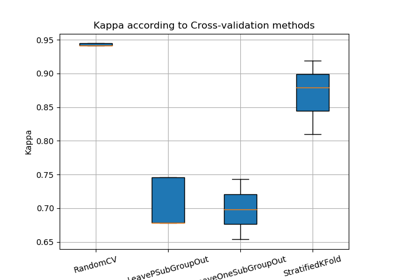 Kappa according to Cross-validation methods
0.95
0.90
0.85
0.80
0.75
0.70
0.65
Kappa
RandomCV
LeavePSubGroupOut
eaveOneSubGroupOut
StratifiedKFold